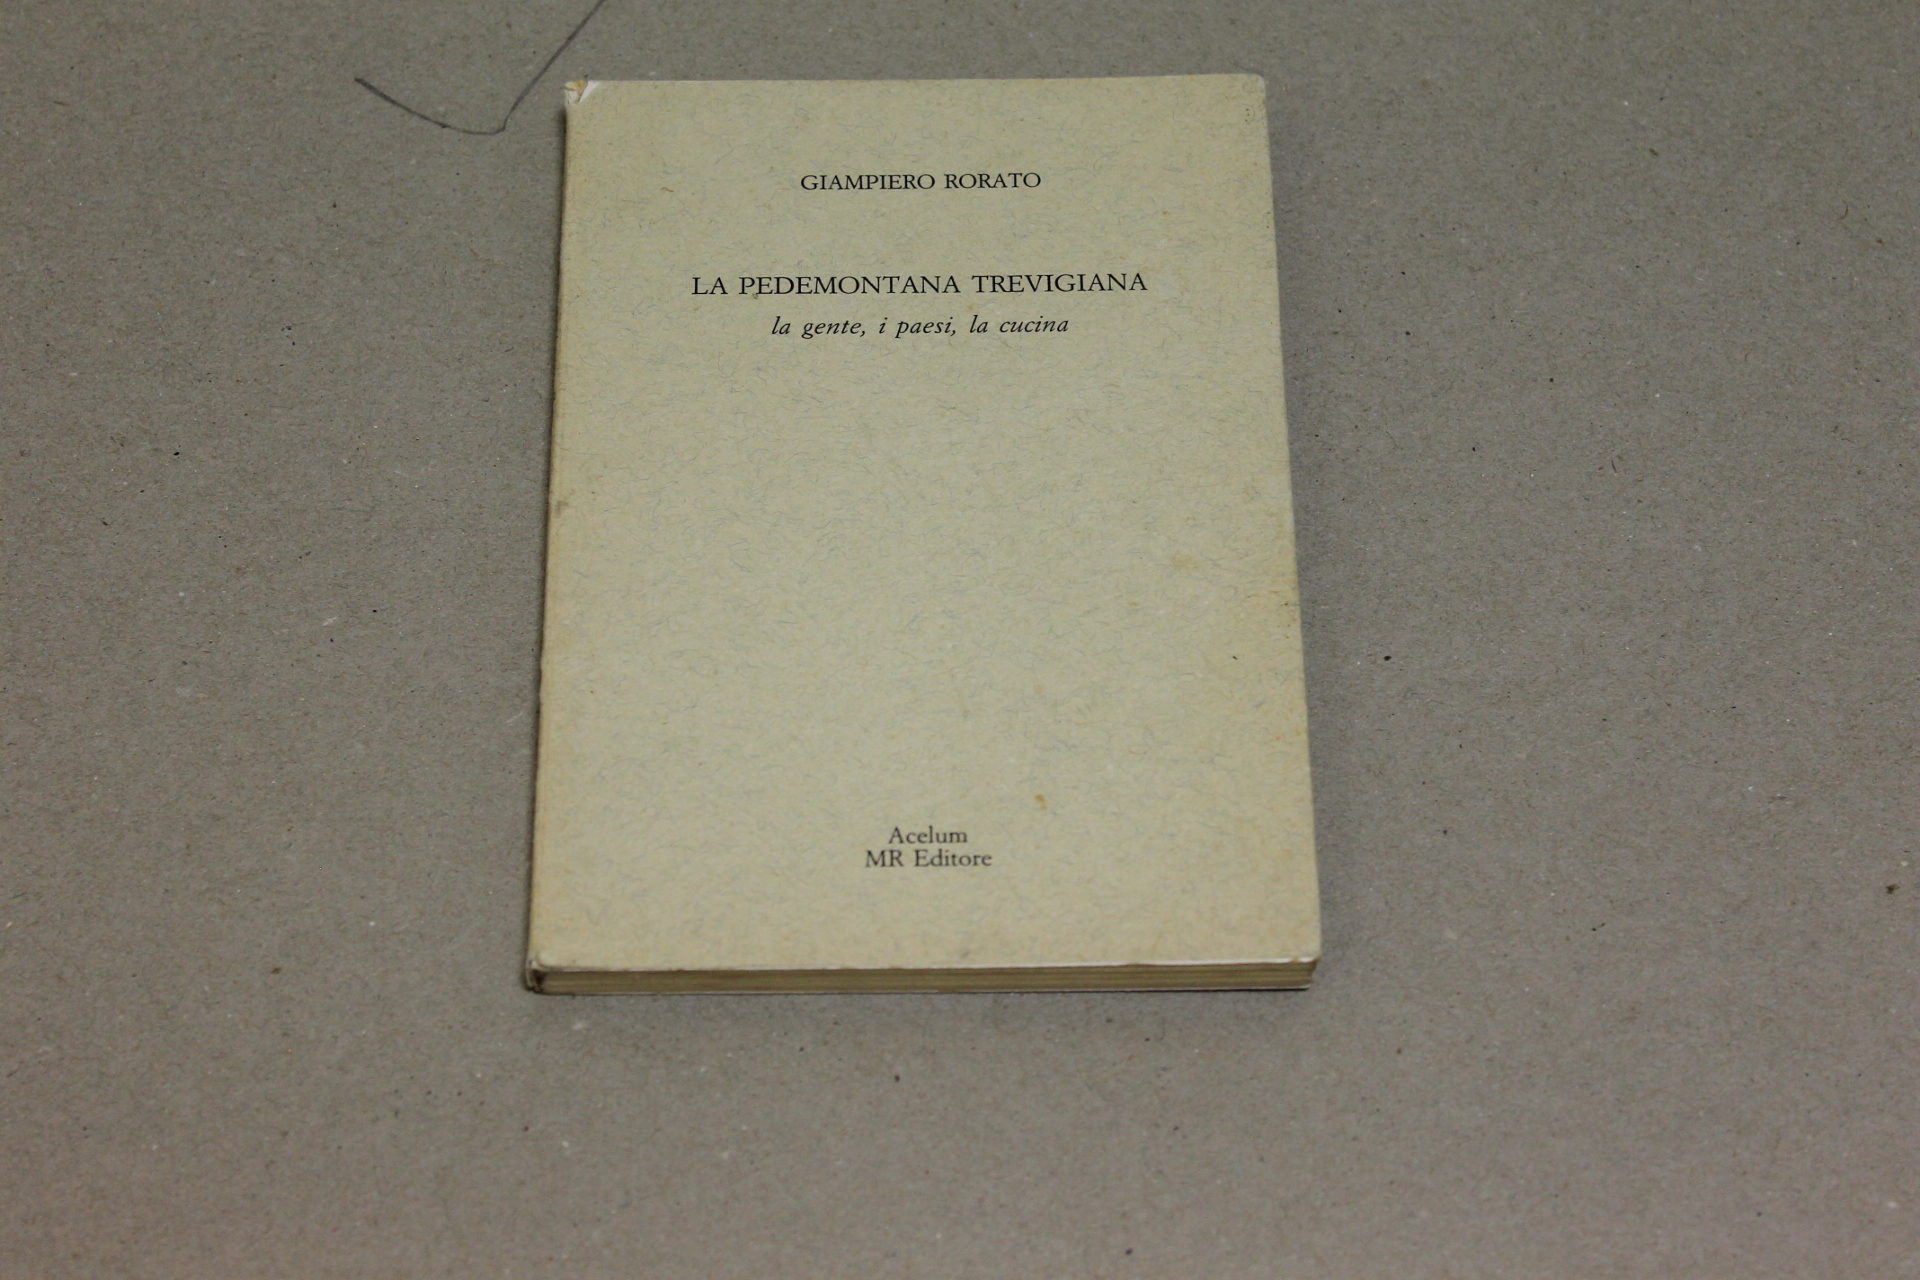 GIAMPIERO RORATO
LA PEDEMONTANA TREVIGIANA
la gente, i paesi, la cucina
Acelum
MR Editore